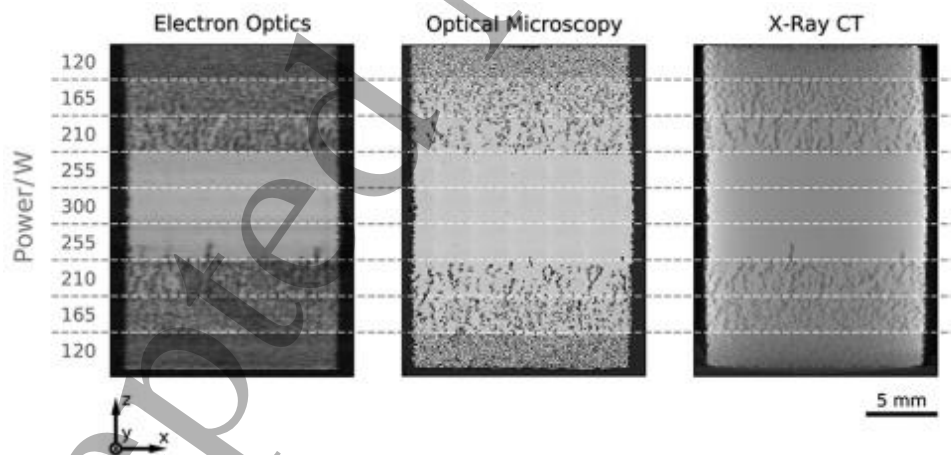 Electron Optics
Optical Microscopy
X-Ray CT
Power/W
120
165
210
255
300
255
210
165
120
5 mm
z
y
x